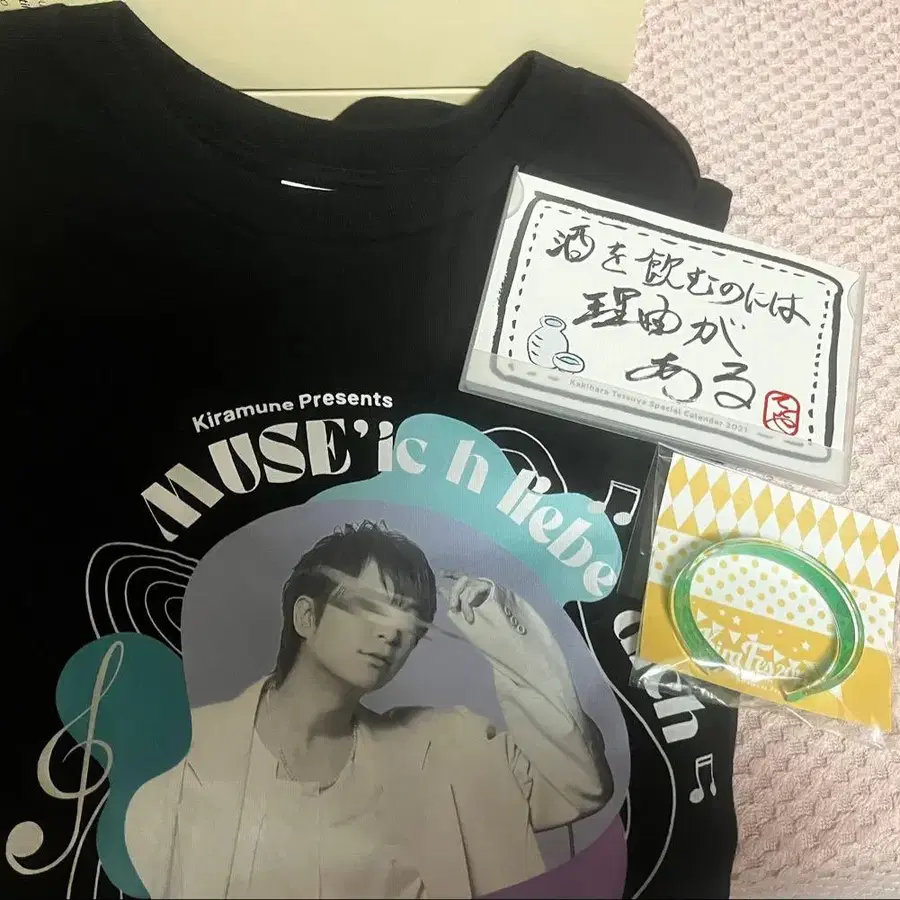 Kiramune Presents
MUSE'ic h liebe
酒を飲むのには
理由が
ある
Kakihara Tetsuya Special Calendar 2021